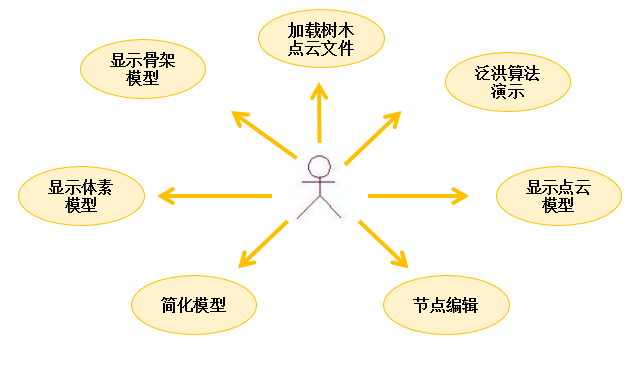 加载树木
点云文件
显示骨架
模型
泛洪算法
演示
显示体素
模型
显示点云
模型
简化模型
节点编辑